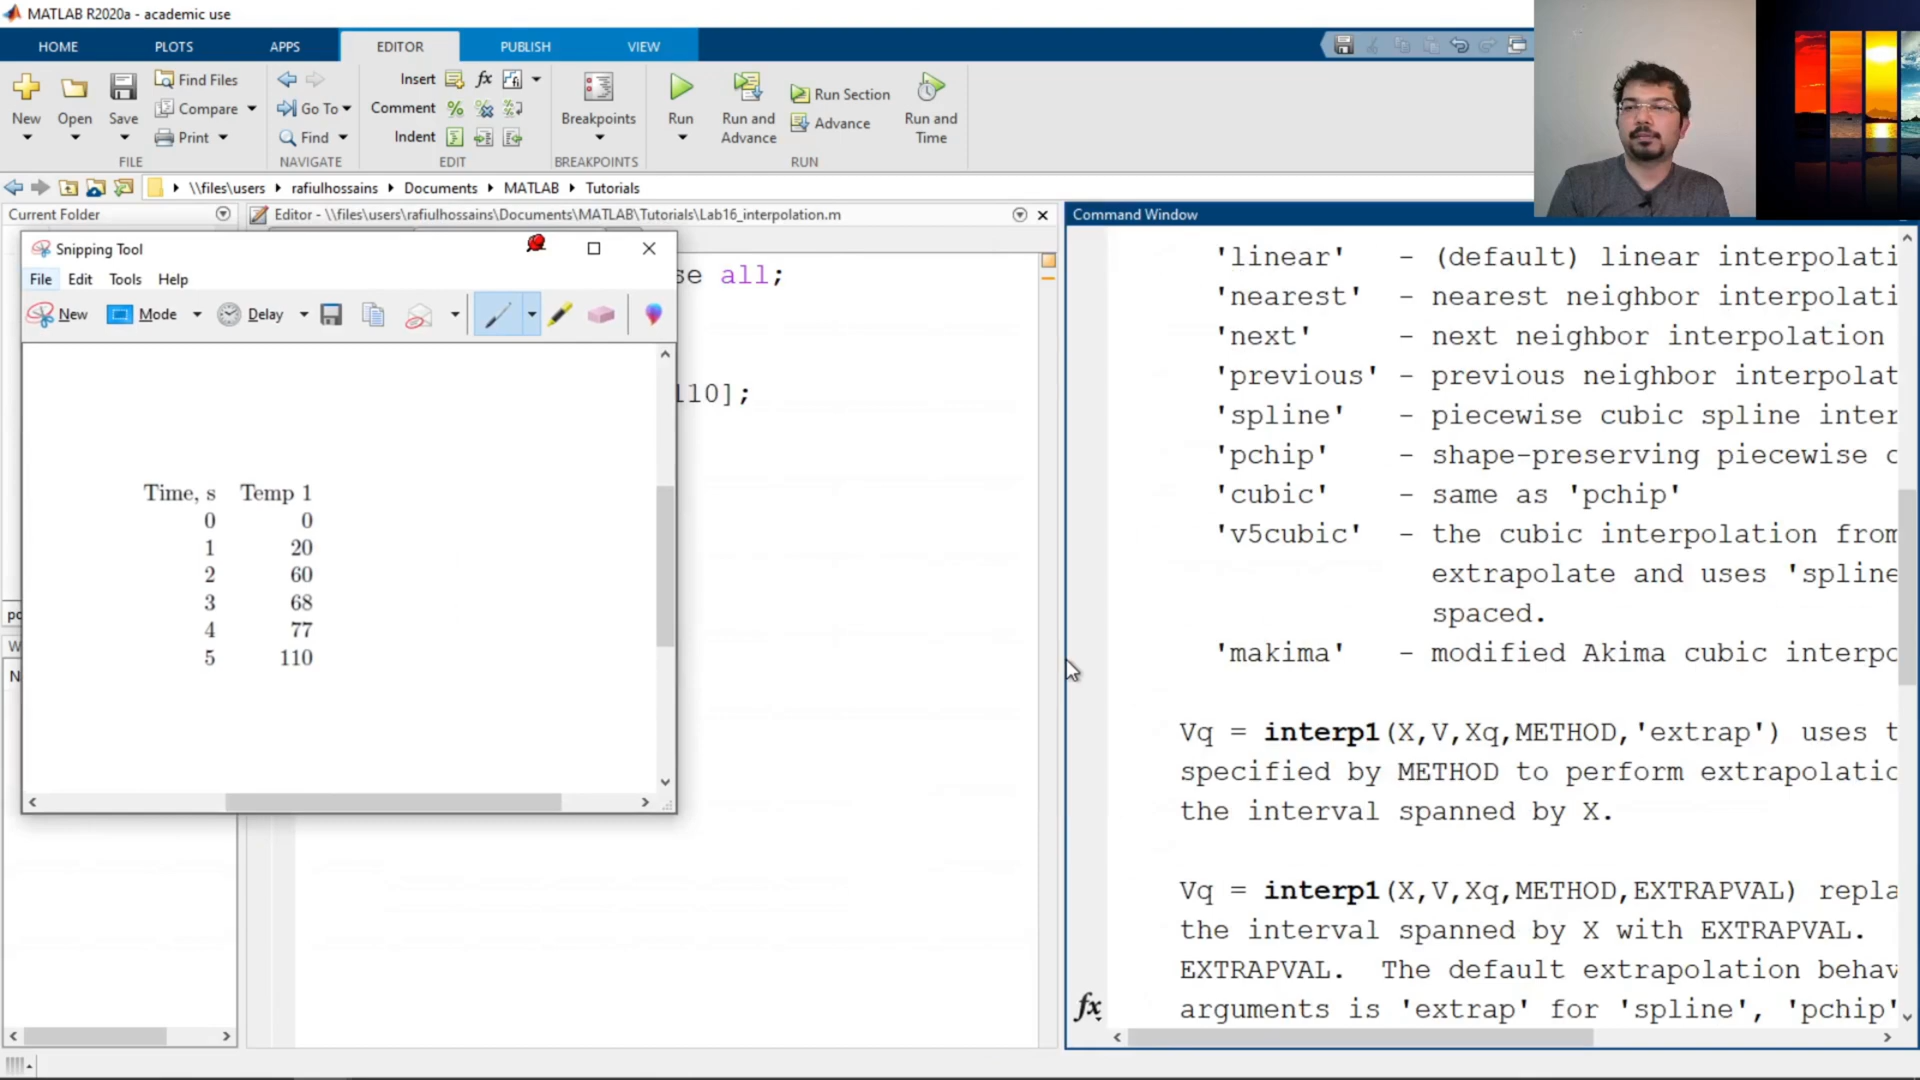 MATLAB R2020a - academic use
HOME PLOTS APPS EDITOR PUBLISH VIEW
New Open Save Find Files Compare Print
FILE
Go To Find
NAVIGATE
Insert fx
Comment %
Indent
EDIT
Breakpoints
BREAKPOINTS
Run Run and Advance Run Section Advance Run and Time
RUN
\\files\users rafiulhossains Documents MATLAB Tutorials
Current Folder
Editor - \\files\users\rafiulhossains\Documents\MATLAB\Tutorials\Lab16_interpolation.m
Command Window
Snipping Tool
File Edit Tools Help
New Mode Delay
Time, s Temp 1
0 0
1 20
2 60
3 68
4 77
5 110
se all;
110];
'linear' - (default) linear interpolati
'nearest' - nearest neighbor interpolati
'next' - next neighbor interpolation
'previous' - previous neighbor interpolat
'spline' - piecewise cubic spline inter
'pchip' - shape-preserving piecewise c
'cubic' - same as 'pchip'
'v5cubic' - the cubic interpolation from
extrapolate and uses 'spline
spaced.
'makima' - modified Akima cubic interpo
Vq = interp1(X,V,Xq,METHOD,'extrap') uses t
specified by METHOD to perform extrapolatio
the interval spanned by X.
Vq = interp1(X,V,Xq,METHOD,EXTRAPVAL) repla
the interval spanned by X with EXTRAPVAL.
EXTRAPVAL. The default extrapolation behav
arguments is 'extrap' for 'spline', 'pchip'
fx